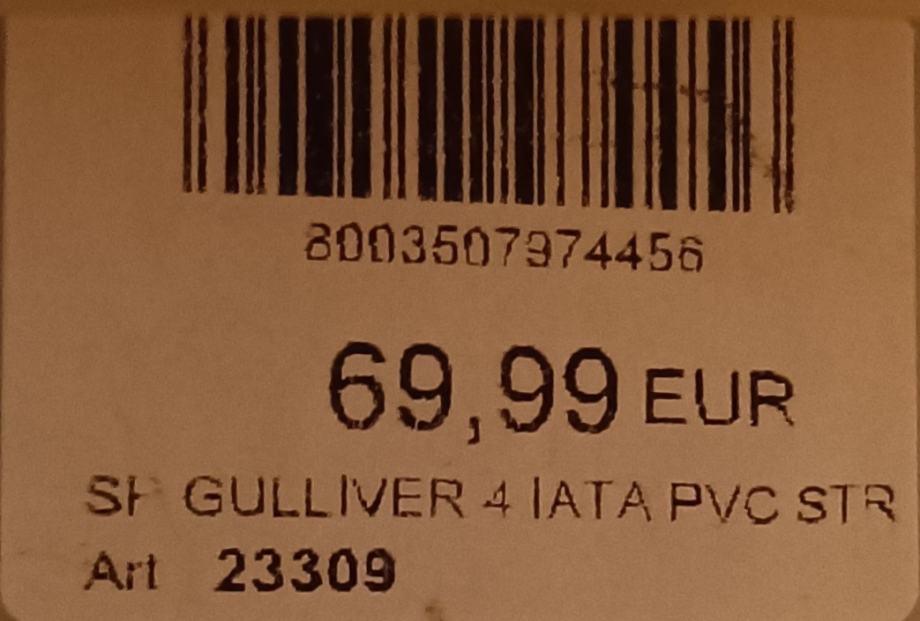 8003507974456
69,99 EUR
GULLIVER 4 IATA PVC STR
Art 23309